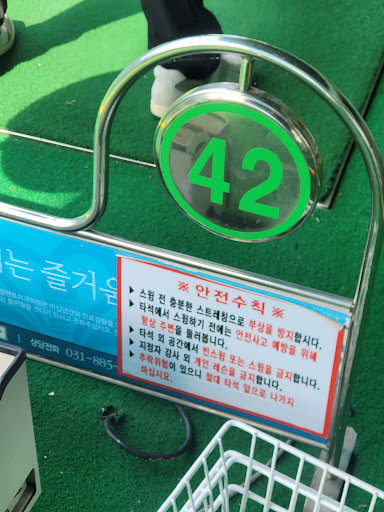 42
는 즐거움
상담전화 031-885-
※ 안전수칙 ※
▶ 스윙 전 충분한 스트레칭으로 부상을 방지합시다.
▶ 타석에서 스윙하기 전에는 안전사고 예방을 위해
항상 주변을 둘러봅니다.
▶ 타석 외 공간에서 빈스윙 또는 스윙을 금지합니다.
▶ 지정자 강사 외 개인 레슨을 금지합니다.
▶ 추락위험이 있으니 절대 타석 앞으로 나가지
마십시요.